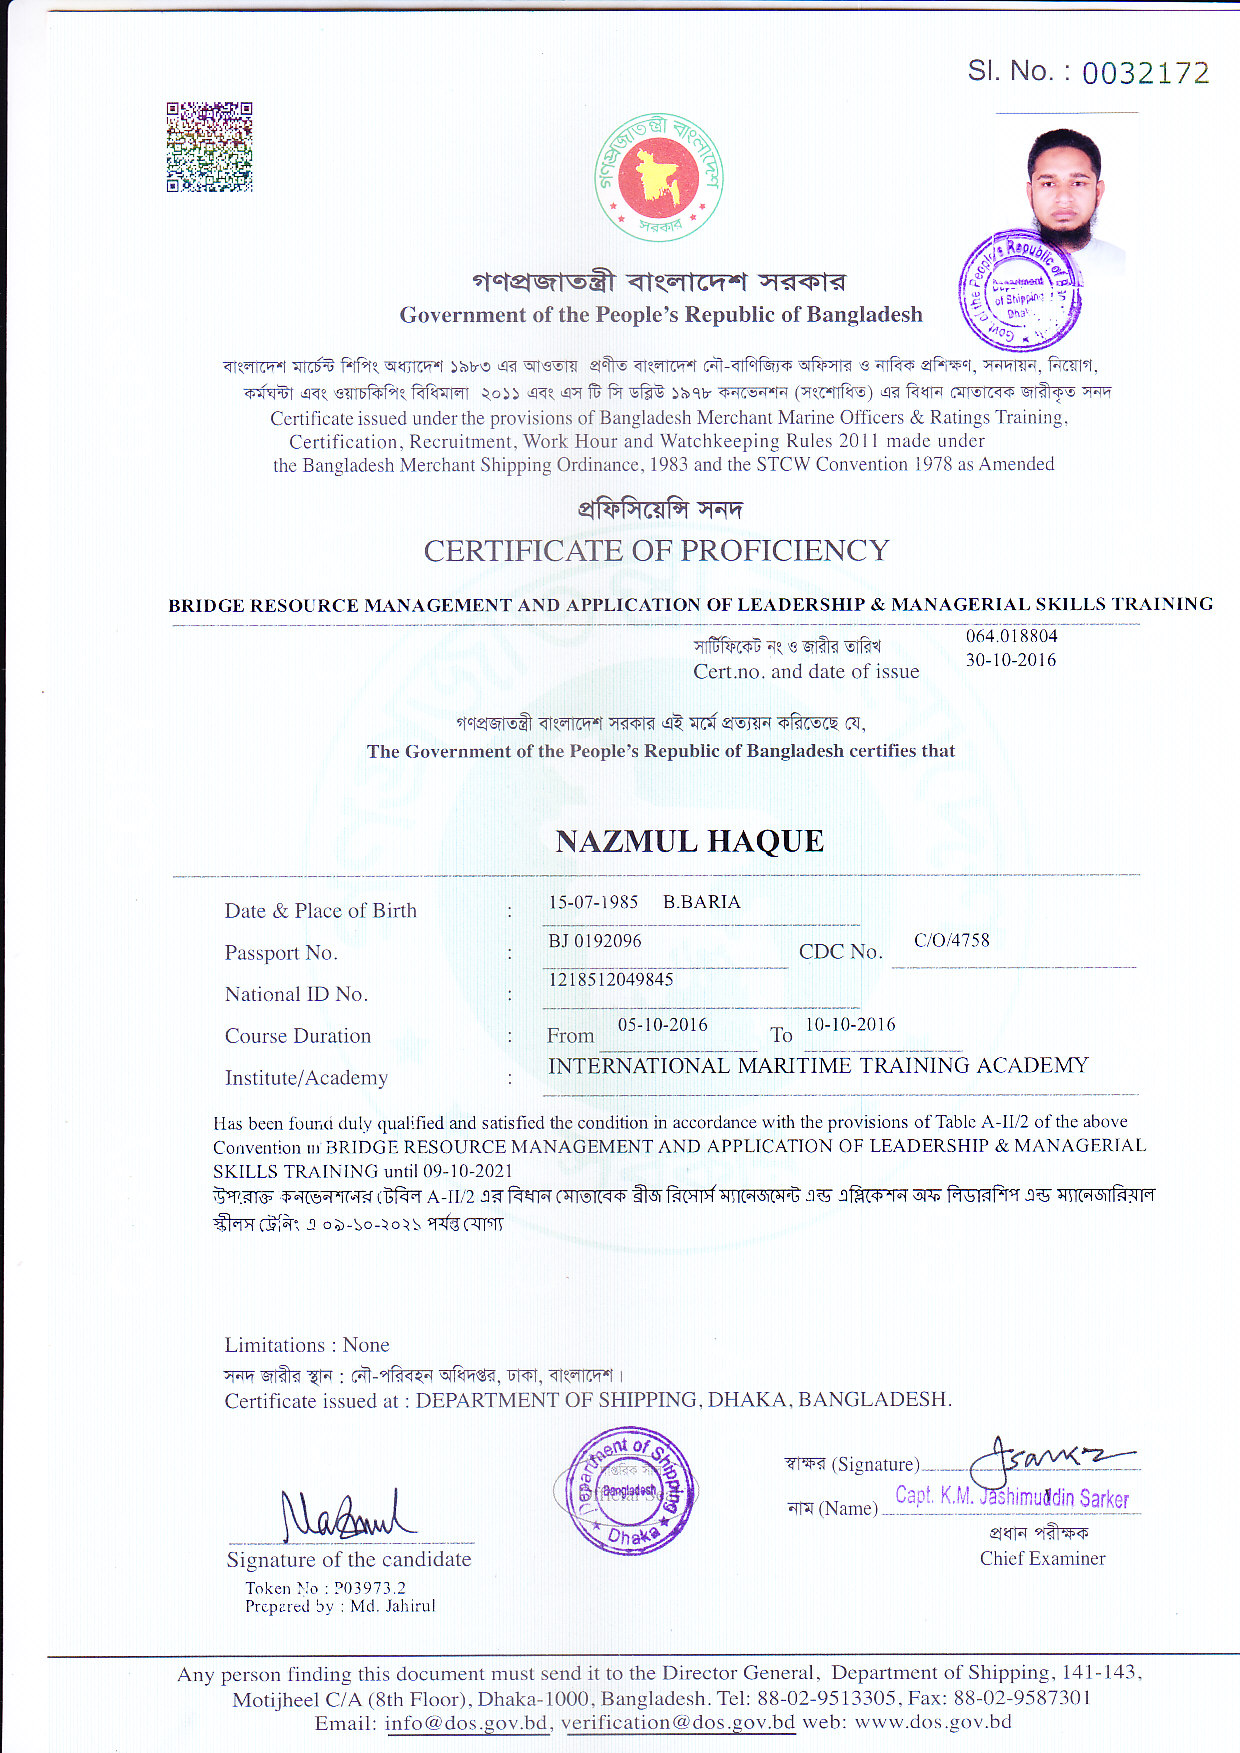 Sl. No. : 0032172
গণপ্রজাতন্ত্রী বাংলাদেশ
সরকার
Govt of the People's Republic of
Department
of Shipping
গণপ্রজাতন্ত্রী বাংলাদেশ সরকার
Government of the People's Republic of Bangladesh
বাংলাদেশ মার্চেন্ট শিপিং অধ্যাদেশ ১৯৮৩ এর আওতায় প্রণীত বাংলাদেশ নৌ-বাণিজ্যিক অফিসার ও নাবিক প্রশিক্ষণ, সনদায়ন, নিয়োগ,
কর্মঘন্টা এবং ওয়াচকিপিং বিধিমালা ২০১১ এবং এস টি সি ডব্লিউ ১৯৭৮ কনভেনশন (সংশোধিত) এর বিধান মোতাবেক জারীকৃত সনদ
Certificate issued under the provisions of Bangladesh Merchant Marine Officers & Ratings Training,
Certification, Recruitment, Work Hour and Watchkeeping Rules 2011 made under
the Bangladesh Merchant Shipping Ordinance, 1983 and the STCW Convention 1978 as Amended
প্রফিসিয়েন্সি সনদ
CERTIFICATE OF PROFICIENCY
BRIDGE RESOURCE MANAGEMENT AND APPLICATION OF LEADERSHIP & MANAGERIAL SKILLS TRAINING
সার্টিফিকেট নং ও জারীর তারিখ 064.018804
Cert.no. and date of issue 30-10-2016
গণপ্রজাতন্ত্রী বাংলাদেশ সরকার এই মর্মে প্রত্যয়ন করিতেছে যে,
The Government of the People's Republic of Bangladesh certifies that
NAZMUL HAQUE
Date & Place of Birth : 15-07-1985 B.BARIA
Passport No. : BJ 0192096 CDC No. C/O/4758
National ID No. : 1218512049845
Course Duration : From 05-10-2016 To 10-10-2016
Institute/Academy : INTERNATIONAL MARITIME TRAINING ACADEMY
Has been found duly qualified and satisfied the condition in accordance with the provisions of Table A-II/2 of the above
Convention in BRIDGE RESOURCE MANAGEMENT AND APPLICATION OF LEADERSHIP & MANAGERIAL
SKILLS TRAINING until 09-10-2021
উপরোক্ত কনভেনশনের টেবিল A-II/2 এর বিধান মোতাবেক ব্রীজ রিসোর্স ম্যানেজমেন্ট এন্ড এপ্লিকেশন অফ লিডারশিপ এন্ড ম্যানেজারিয়াল
স্কীলস ট্রেনিং এ ০৯-১০-২০২১ পর্যন্ত যোগ্য
Limitations : None
সনদ জারীর স্থান : নৌ-পরিবহন অধিদপ্তর, ঢাকা, বাংলাদেশ।
Certificate issued at : DEPARTMENT OF SHIPPING, DHAKA, BANGLADESH.
Department of Shipping
Bangladesh
Official Seal
Dhaka
স্বাক্ষর (Signature) Jsarker
নাম (Name) Capt. K.M. Jashimuddin Sarker
প্রধান পরীক্ষক
Chief Examiner
Nazmul
Signature of the candidate
Token No : P03973.2
Prepared by : Md. Jahirul
Any person finding this document must send it to the Director General, Department of Shipping, 141-143,
Motijheel C/A (8th Floor), Dhaka-1000, Bangladesh. Tel: 88-02-9513305, Fax: 88-02-9587301
Email: info@dos.gov.bd, verification@dos.gov.bd web: www.dos.gov.bd